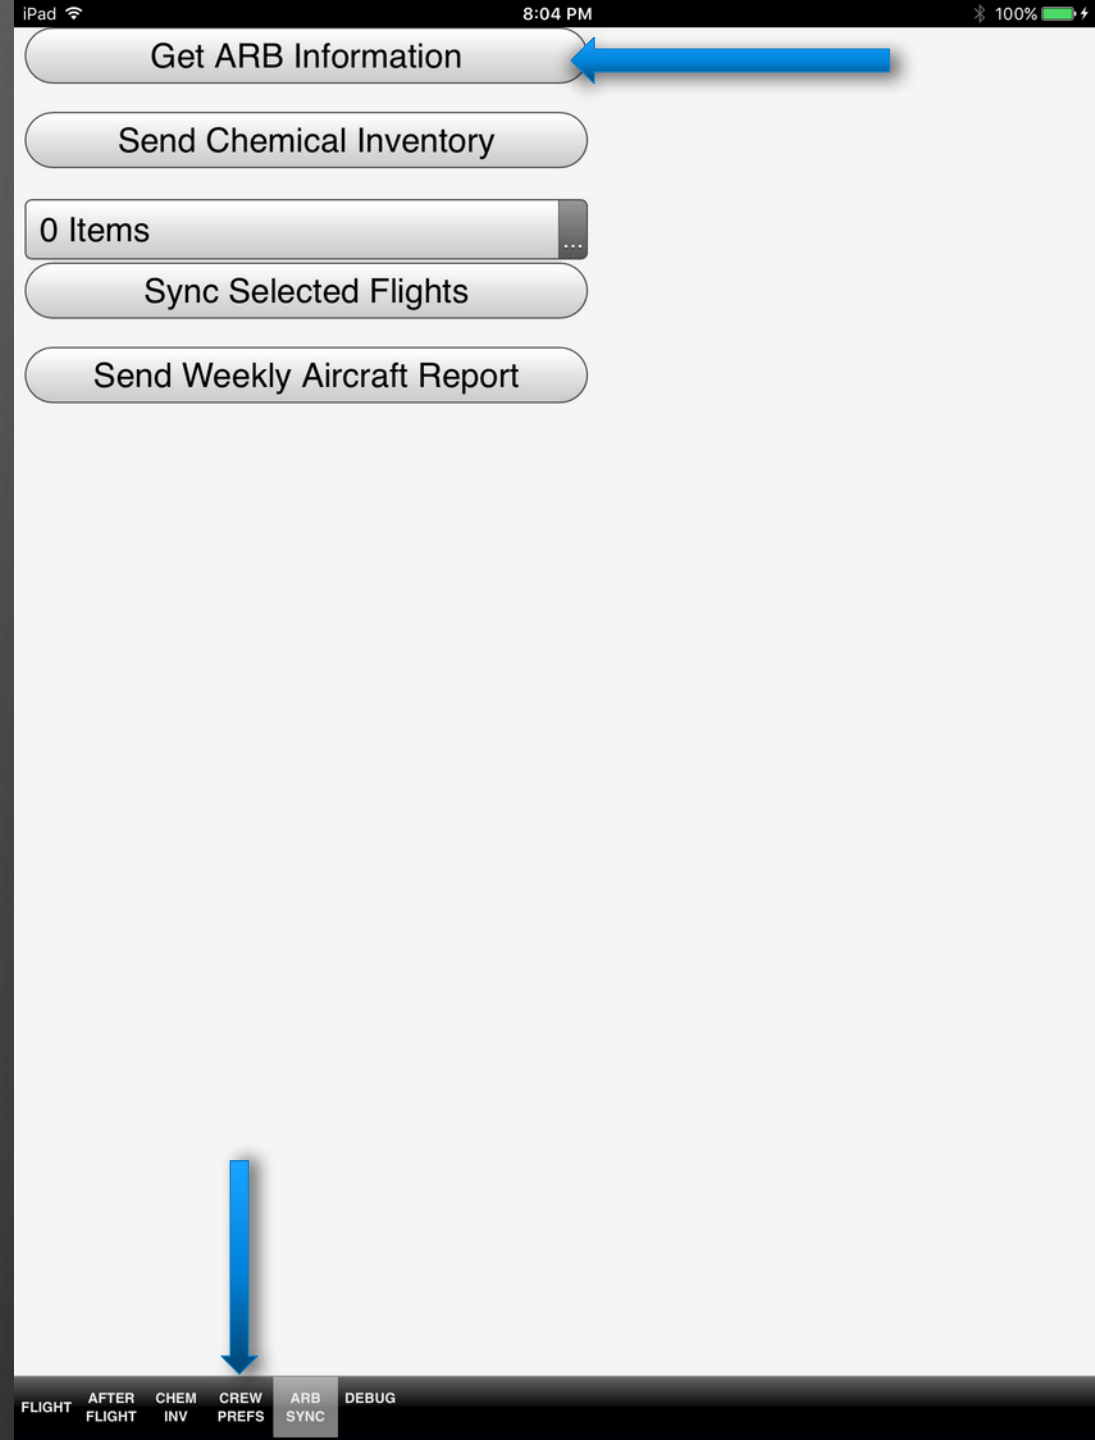 iPad 8:04 PM 100%
Get ARB Information
Send Chemical Inventory
0 Items ...
Sync Selected Flights
Send Weekly Aircraft Report
FLIGHT
AFTER
FLIGHT
CHEM
INV
CREW
PREFS
ARB
SYNC
DEBUG